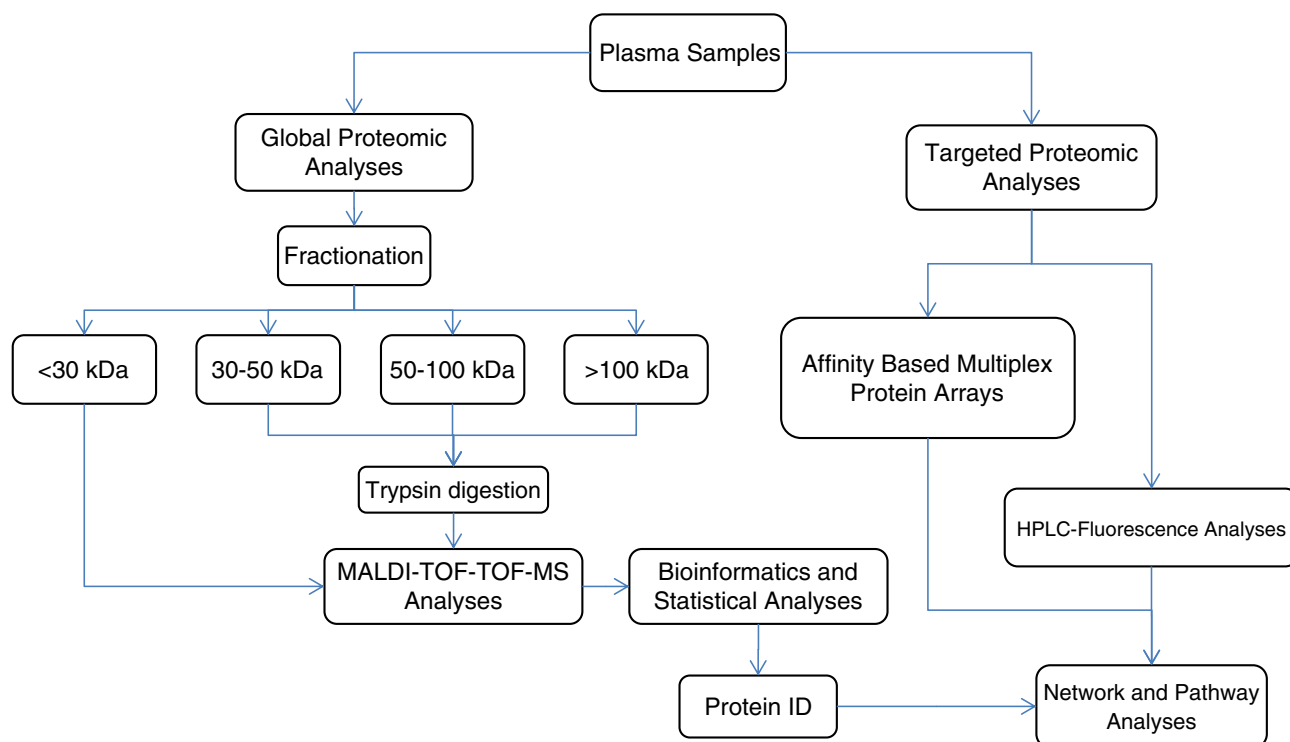 Plasma Samples
Global Proteomic
Analyses
Targeted Proteomic
Analyses
Fractionation
<30 kDa
30-50 kDa
50-100 kDa
>100 kDa
Affinity Based Multiplex
Protein Arrays
Trypsin digestion
HPLC-Fluorescence Analyses
MALDI-TOF-TOF-MS
Analyses
Bioinformatics and
Statistical Analyses
Protein ID
Network and Pathway
Analyses